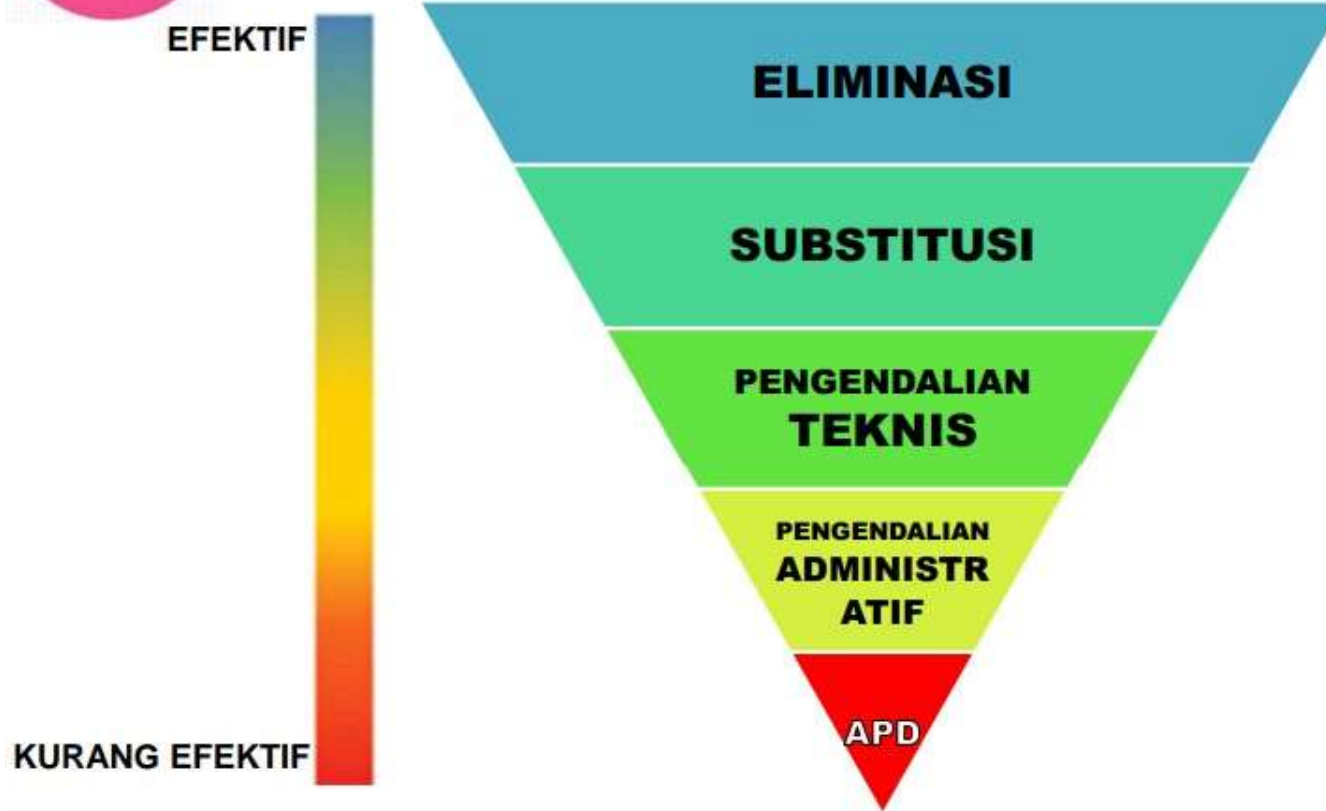 EFEKTIF
ELIMINASI
SUBSTITUSI
PENGENDALIAN
TEKNIS
PENGENDALIAN
ADMINISTR
ATIF
APD
KURANG EFEKTIF